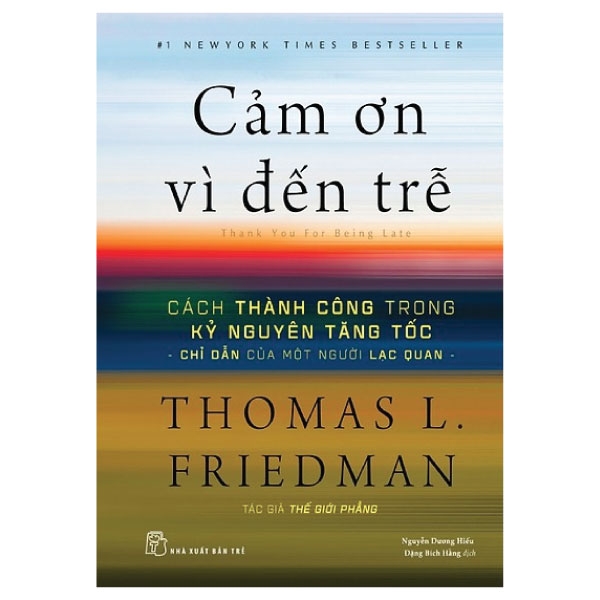 #1 NEWYORK TIMES BESTSELLER
Cảm ơn
vì đến trễ
Thank You For Being Late
CÁCH THÀNH CÔNG TRONG
KỶ NGUYÊN TĂNG TỐC
- CHỈ DẪN CỦA MỘT NGƯỜI LẠC QUAN -
THOMAS L.
FRIEDMAN
TÁC GIẢ THẾ GIỚI PHẲNG
Nguyễn Dương Hiếu
Đặng Bích Hằng dịch
NHÀ XUẤT BẢN TRẺ